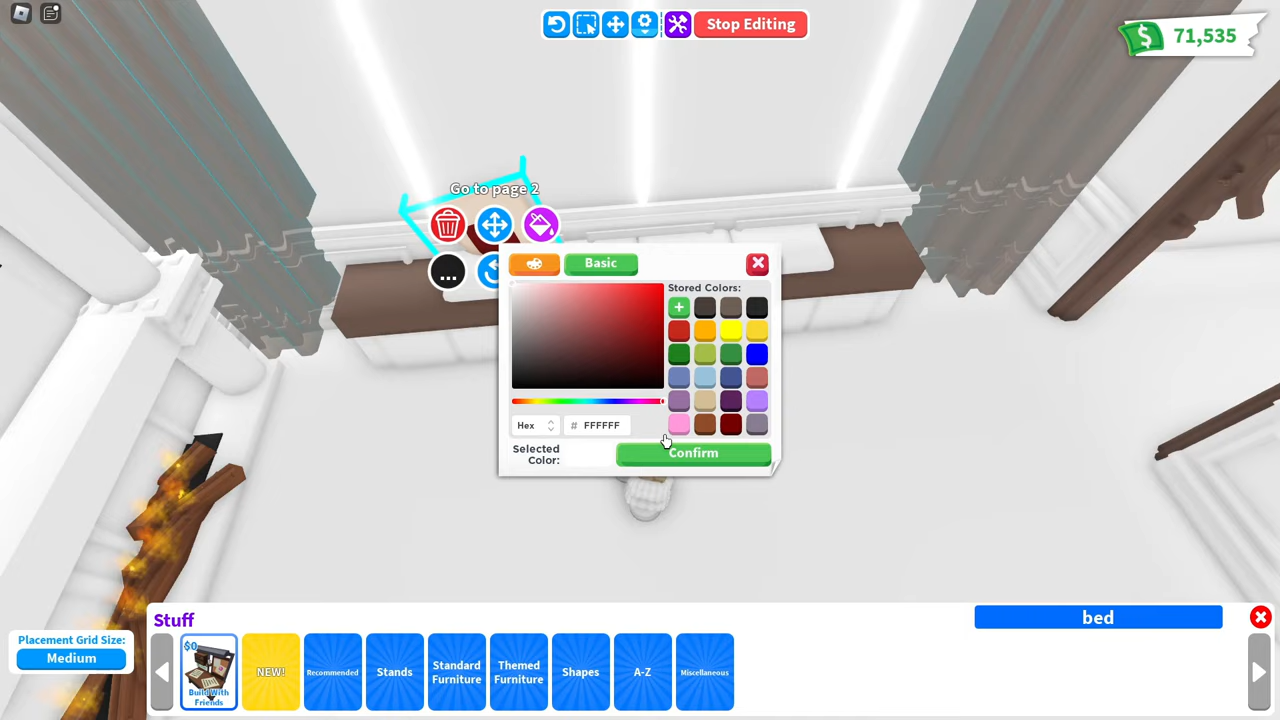 Stop Editing
$ 71,535
Go to page 2
...
Basic
Stored Colors:
+
Hex # FFFFFF
Selected
Color:
Confirm
Stuff
bed
Placement Grid Size:
Medium
$0
Build With
Friends
NEW!
Recommended
Stands
Standard
Furniture
Themed
Furniture
Shapes
A-Z
Miscellaneous